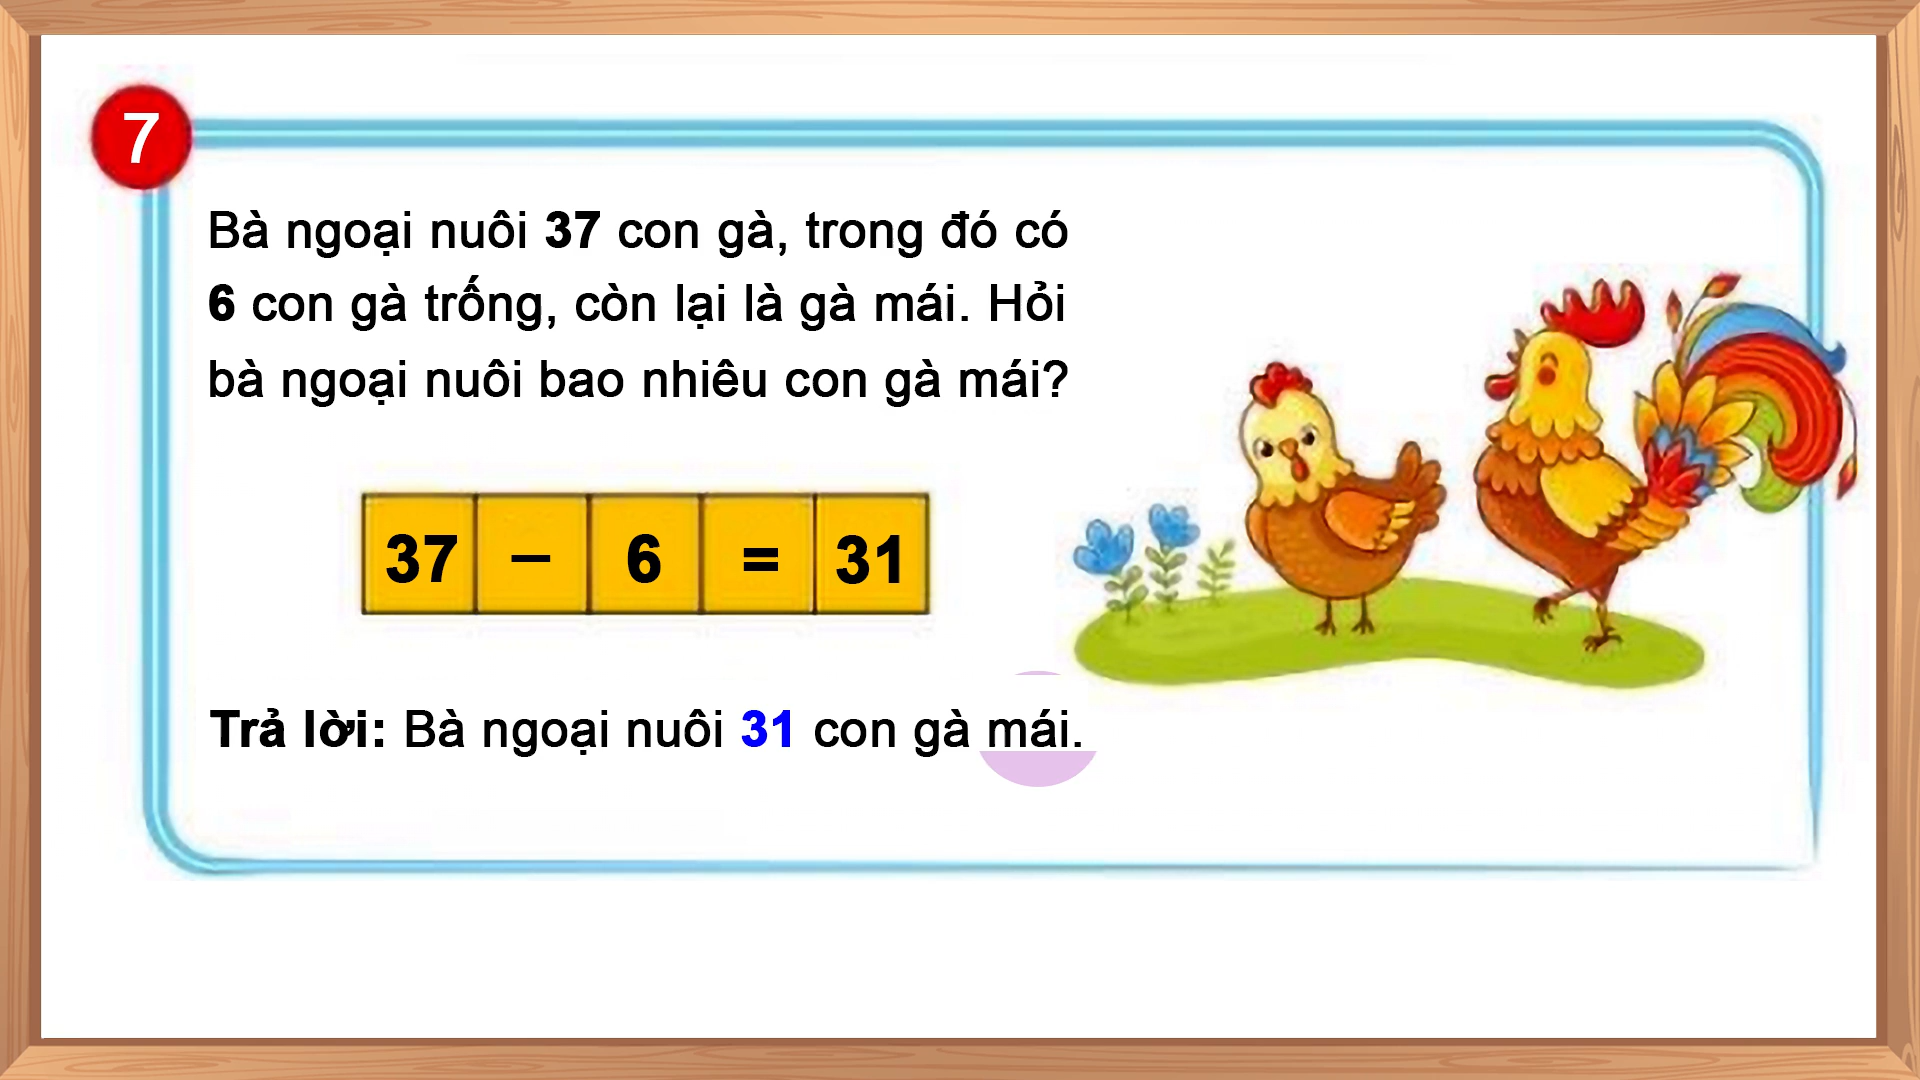 7
Bà ngoại nuôi 37 con gà, trong đó có
6 con gà trống, còn lại là gà mái. Hỏi
bà ngoại nuôi bao nhiêu con gà mái?
37 – 6 = 31
Trả lời: Bà ngoại nuôi 31 con gà mái.